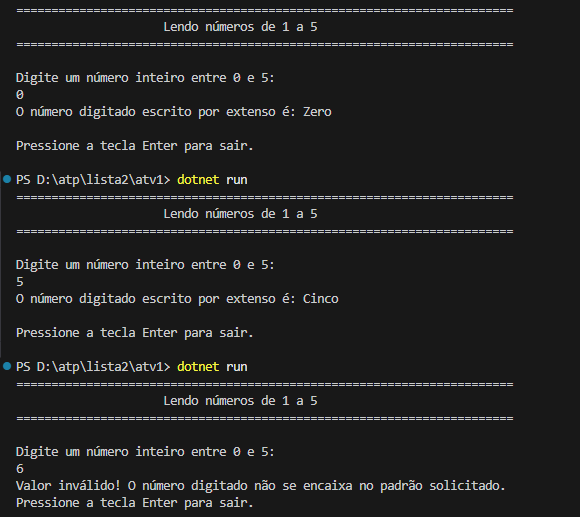 =======================================================================
Lendo números de 1 a 5
=======================================================================
Digite um número inteiro entre 0 e 5:
0
O número digitado escrito por extenso é: Zero
Pressione a tecla Enter para sair.
PS D:\atp\lista2\atv1> dotnet run
=======================================================================
Lendo números de 1 a 5
=======================================================================
Digite um número inteiro entre 0 e 5:
5
O número digitado escrito por extenso é: Cinco
Pressione a tecla Enter para sair.
PS D:\atp\lista2\atv1> dotnet run
=======================================================================
Lendo números de 1 a 5
=======================================================================
Digite um número inteiro entre 0 e 5:
6
Valor inválido! O número digitado não se encaixa no padrão solicitado.
Pressione a tecla Enter para sair.